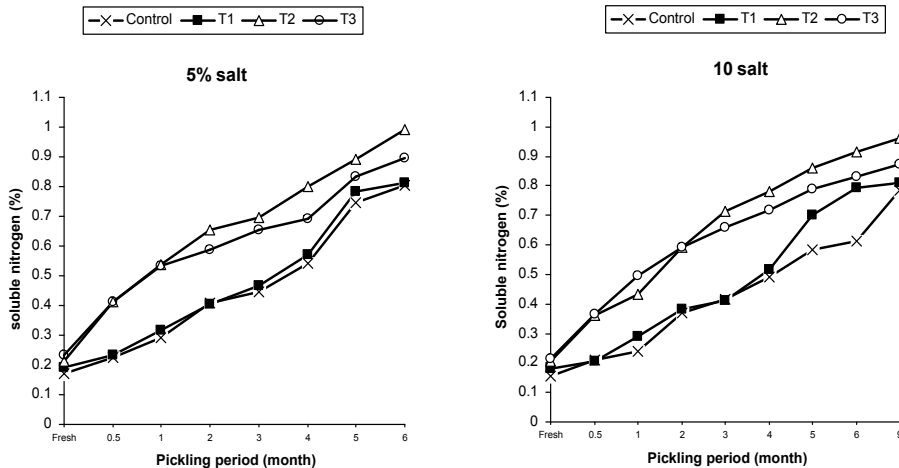 Control T1 T2 T3
5% salt
soluble nitrogen (%)
1.1
1
0.9
0.8
0.7
0.6
0.5
0.4
0.3
0.2
0.1
0
Fresh 0.5 1 2 3 4 5 6
Pickling period (month)
Control T1 T2 T3
10 salt
Soluble nitrogen (%)
1.1
1
0.9
0.8
0.7
0.6
0.5
0.4
0.3
0.2
0.1
0
Fresh 0.5 1 2 3 4 5 6 9
Pickling period (month)